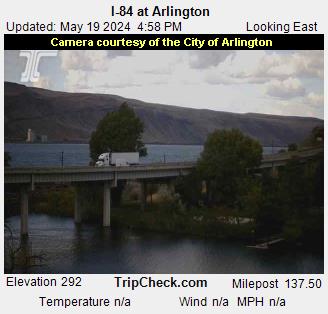 I-84 at Arlington
Updated: May 19 2024 4:58 PM Looking East
Camera courtesy of the City of Arlington
Elevation 292 TripCheck.com Milepost 137.50
Temperature n/a Wind n/a MPH n/a